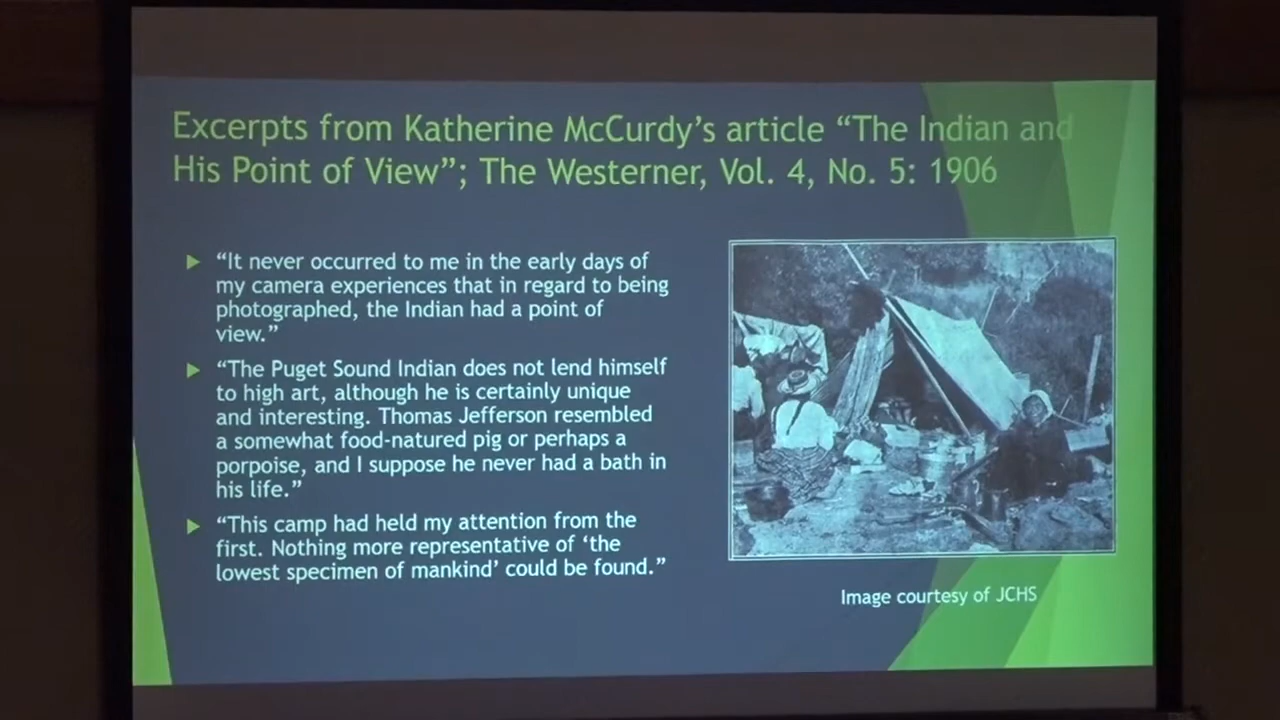 Excerpts from Katherine McCurdy's article “The Indian and
His Point of View”; The Westerner, Vol. 4, No. 5: 1906
“It never occurred to me in the early days of
my camera experiences that in regard to being
photographed, the Indian had a point of
view.”
“The Puget Sound Indian does not lend himself
to high art, although he is certainly unique
and interesting. Thomas Jefferson resembled
a somewhat food-natured pig or perhaps a
porpoise, and I suppose he never had a bath in
his life.”
“This camp had held my attention from the
first. Nothing more representative of ‘the
lowest specimen of mankind’ could be found.”
Image courtesy of JCHS